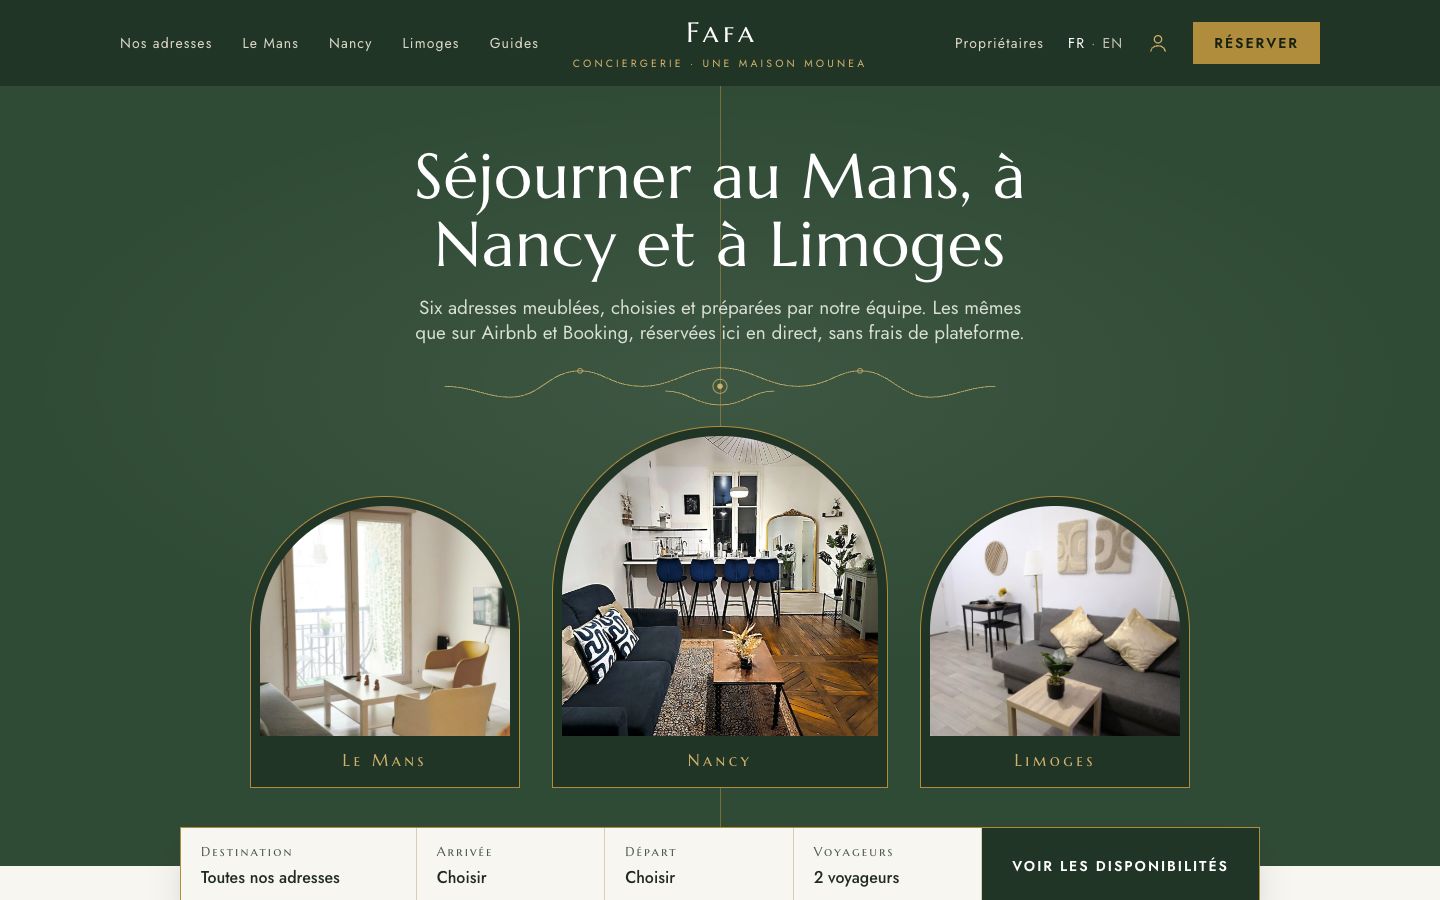 Nos adresses
Le Mans
Nancy
Limoges
Guides
FAFA
CONCIERGERIE · UNE MAISON MOUNEA
Propriétaires
FR · EN
RÉSERVER
Séjourner au Mans, à
Nancy et à Limoges
Six adresses meublées, choisies et préparées par notre équipe. Les mêmes
que sur Airbnb et Booking, réservées ici en direct, sans frais de plateforme.
Le Mans
Nancy
Limoges
Destination
Toutes nos adresses
Arrivée
Choisir
Départ
Choisir
Voyageurs
2 voyageurs
VOIR LES DISPONIBILITÉS